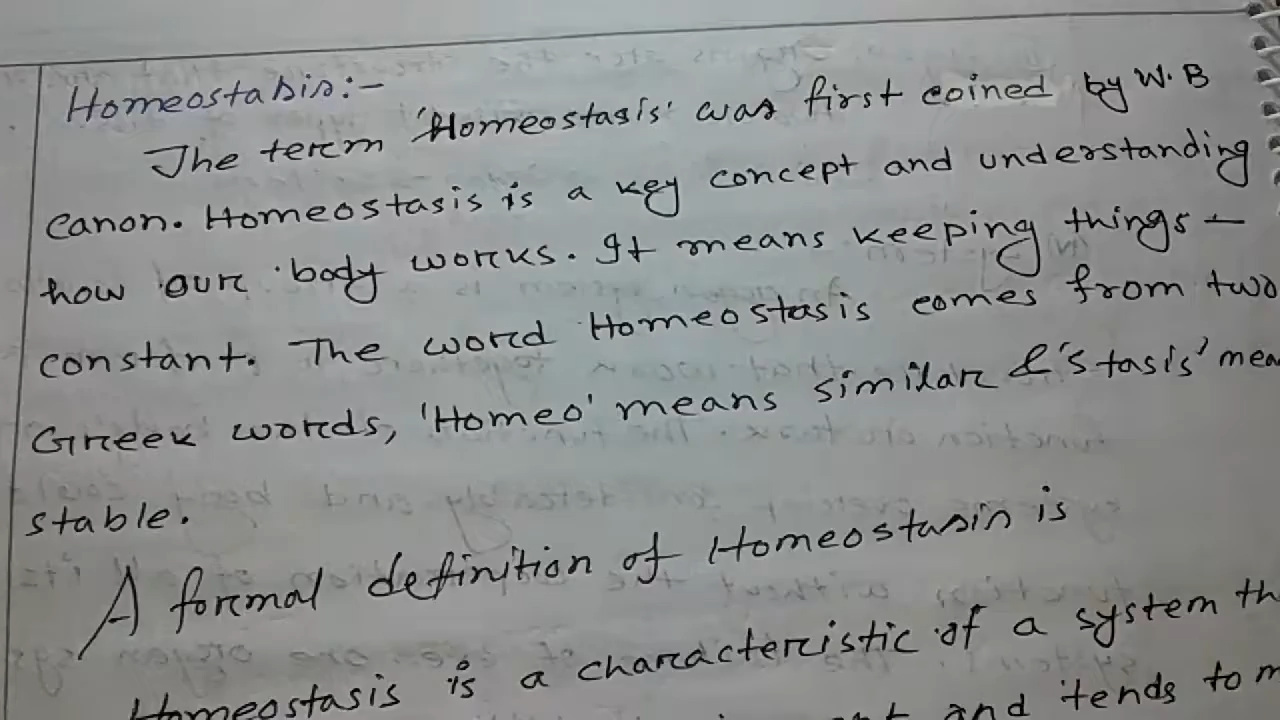 Homeostasis:-
The term 'Homeostasis' was first coined by W.B
canon. Homeostasis is a key concept and understanding
how our body works. It means keeping things —
constant. The word Homeostasis comes from two
Greek words, 'Homeo' means similar & 'stasis' mea
stable.
A formal definition of Homeostasis is
Homeostasis is a characteristic of a system th
and tends to m